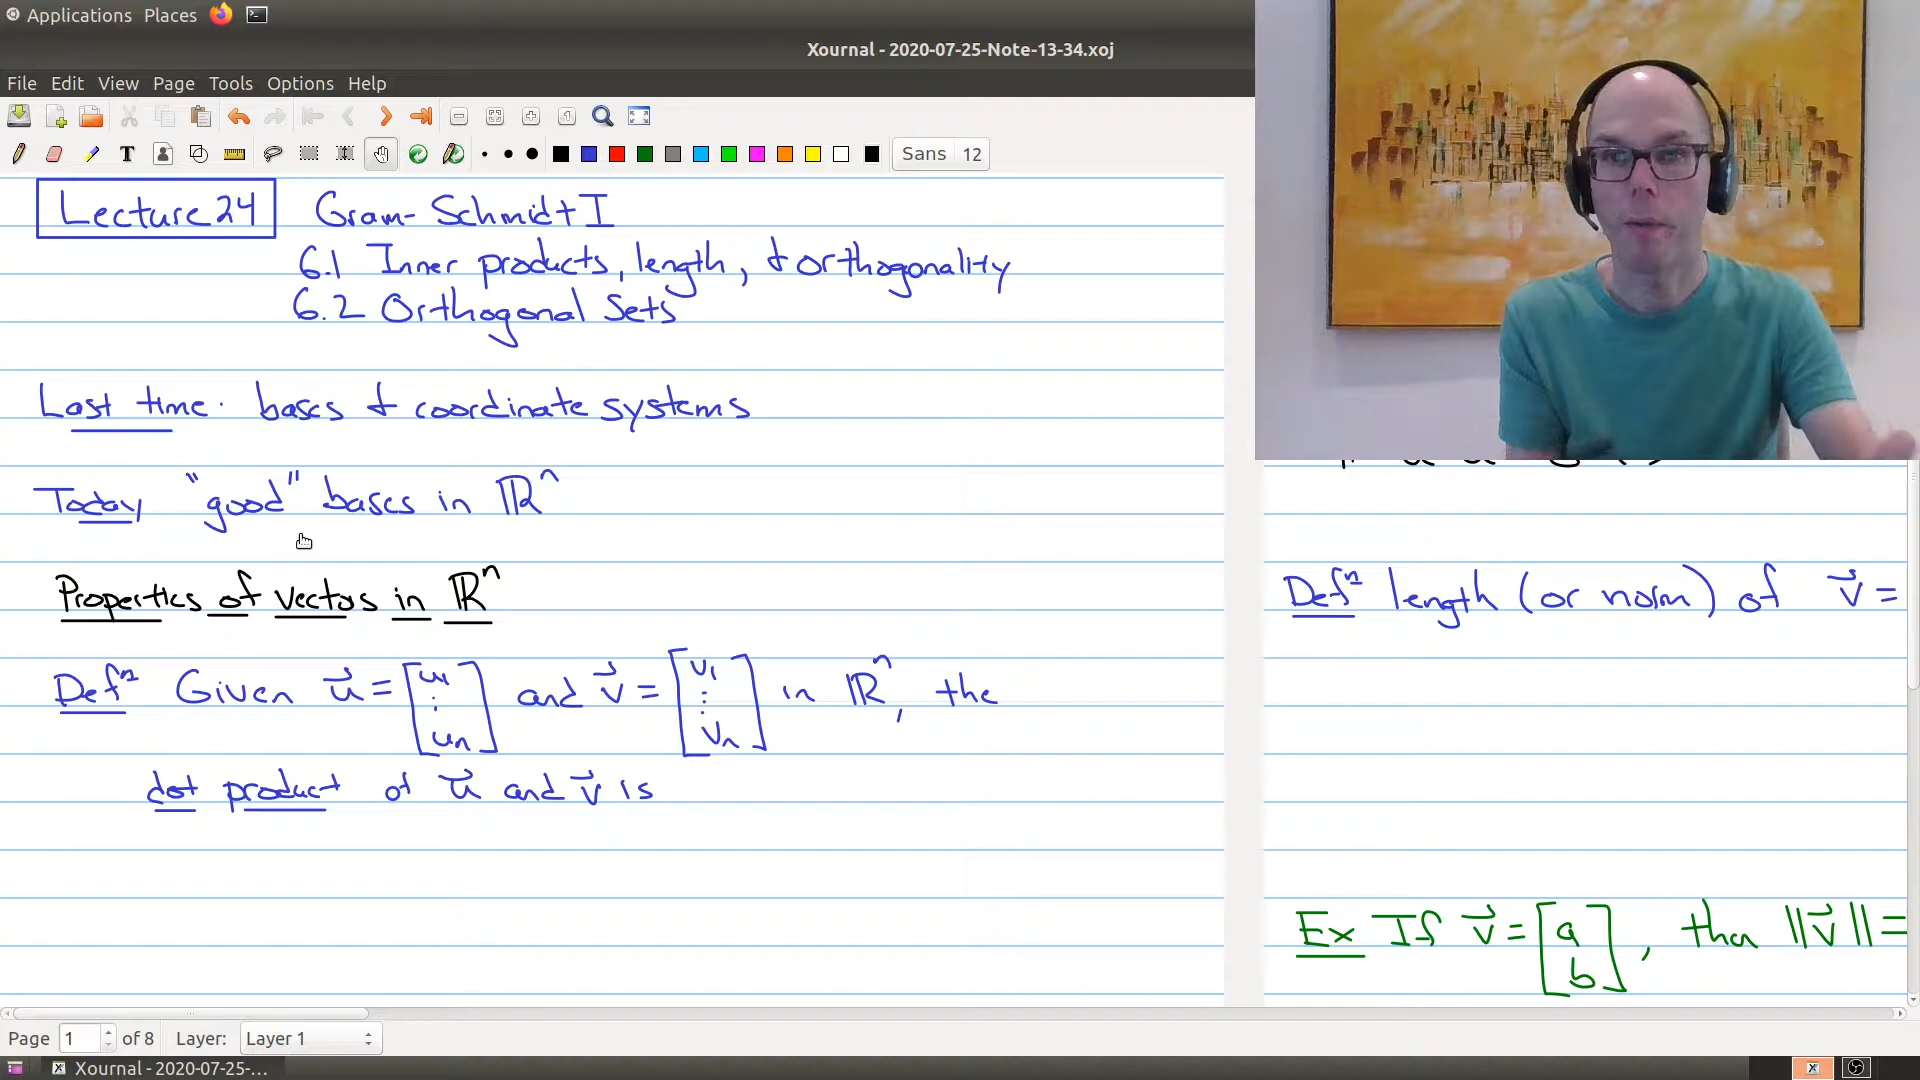 Applications Places
Xournal - 2020-07-25-Note-13-34.xoj
File Edit View Page Tools Options Help
Sans 12
Lecture 24 Gram-Schmidt I
6.1 Inner products, length, & orthogonality
6.2 Orthogonal Sets
Last time: bases & coordinate systems
Today "good" bases in ℝⁿ
Properties of vectors in ℝⁿ
Defⁿ Given u⃗ = [u₁ ⋮ uₙ] and v⃗ = [v₁ ⋮ vₙ] in ℝⁿ, the
dot product of u⃗ and v⃗ is
Defⁿ length (or norm) of v⃗ =
Ex If v⃗ = [a b], then ||v⃗|| =
Page 1 of 8 Layer: Layer 1
Xournal - 2020-07-25-...